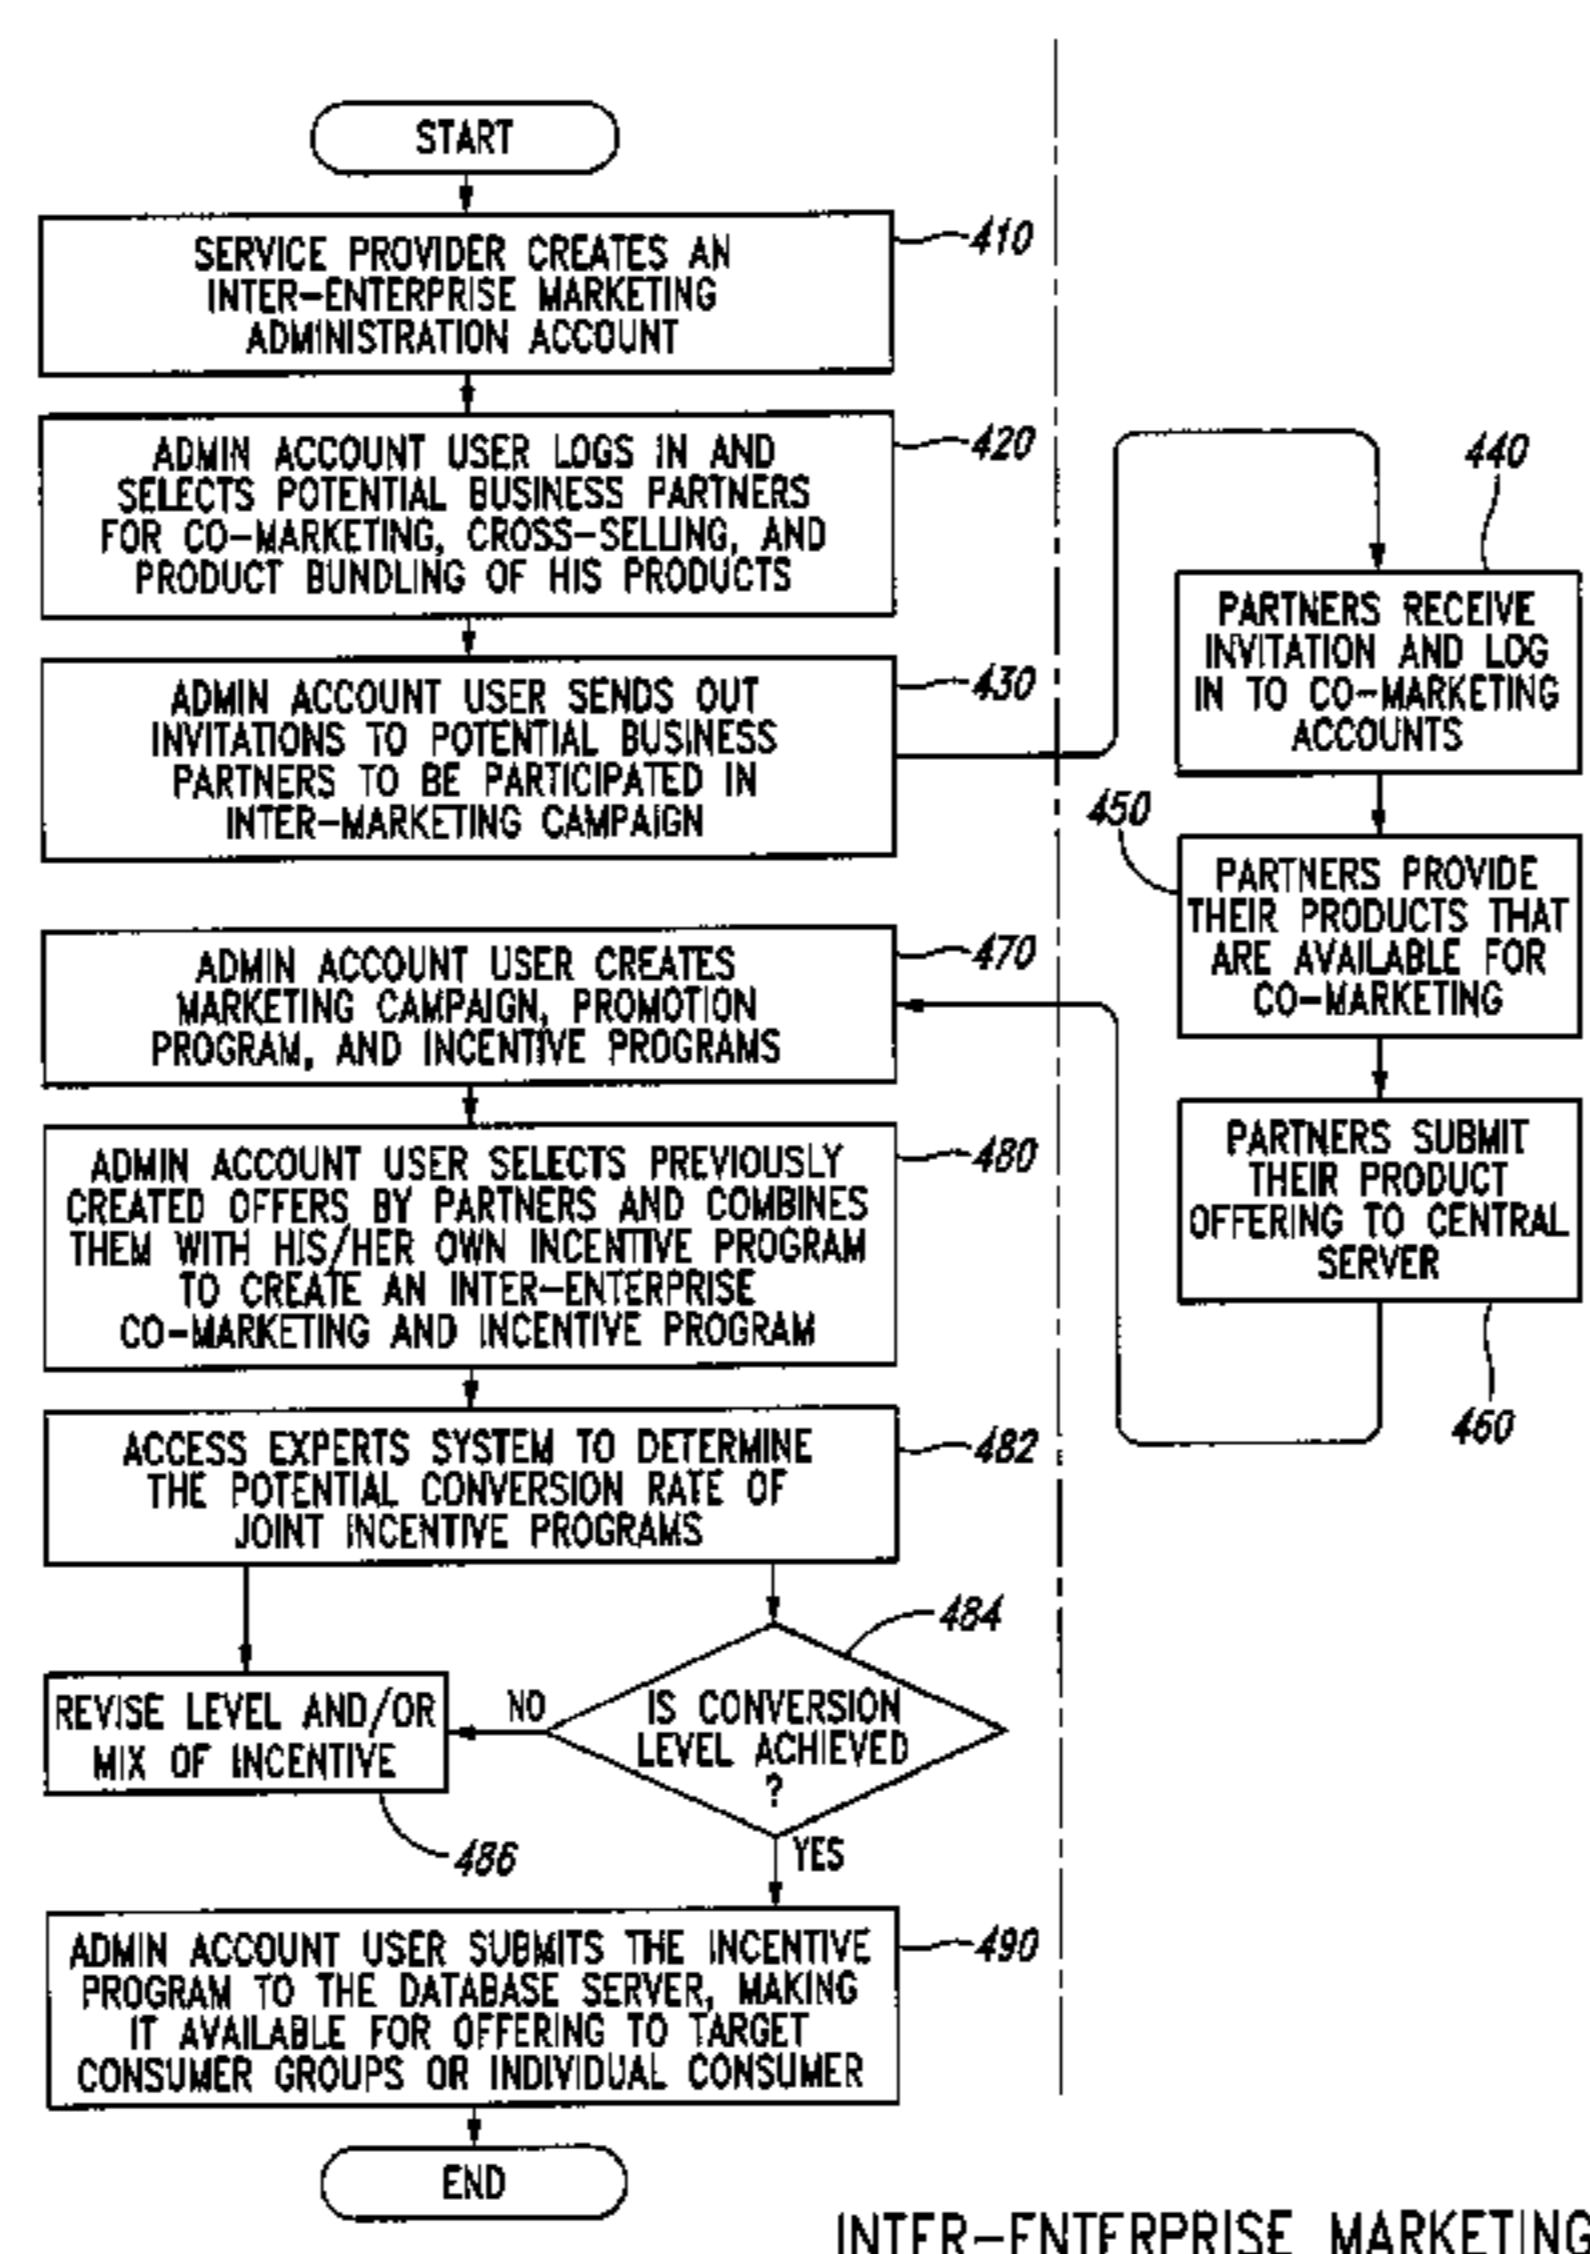 START
SERVICE PROVIDER CREATES AN
INTER-ENTERPRISE MARKETING
ADMINISTRATION ACCOUNT
410
ADMIN ACCOUNT USER LOGS IN AND
SELECTS POTENTIAL BUSINESS PARTNERS
FOR CO-MARKETING, CROSS-SELLING, AND
PRODUCT BUNDLING OF HIS PRODUCTS
420
ADMIN ACCOUNT USER SENDS OUT
INVITATIONS TO POTENTIAL BUSINESS
PARTNERS TO BE PARTICIPATED IN
INTER-MARKETING CAMPAIGN
430
440
PARTNERS RECEIVE
INVITATION AND LOG
IN TO CO-MARKETING
ACCOUNTS
450
PARTNERS PROVIDE
THEIR PRODUCTS THAT
ARE AVAILABLE FOR
CO-MARKETING
PARTNERS SUBMIT
THEIR PRODUCT
OFFERING TO CENTRAL
SERVER
460
ADMIN ACCOUNT USER CREATES
MARKETING CAMPAIGN, PROMOTION
PROGRAM, AND INCENTIVE PROGRAMS
470
ADMIN ACCOUNT USER SELECTS PREVIOUSLY
CREATED OFFERS BY PARTNERS AND COMBINES
THEM WITH HIS/HER OWN INCENTIVE PROGRAM
TO CREATE AN INTER-ENTERPRISE
CO-MARKETING AND INCENTIVE PROGRAM
480
ACCESS EXPERTS SYSTEM TO DETERMINE
THE POTENTIAL CONVERSION RATE OF
JOINT INCENTIVE PROGRAMS
482
484
IS CONVERSION
LEVEL ACHIEVED
?
NO
REVISE LEVEL AND/OR
MIX OF INCENTIVE
486
YES
ADMIN ACCOUNT USER SUBMITS THE INCENTIVE
PROGRAM TO THE DATABASE SERVER, MAKING
IT AVAILABLE FOR OFFERING TO TARGET
CONSUMER GROUPS OR INDIVIDUAL CONSUMER
490
END
INTER-ENTERPRISE MARKETING